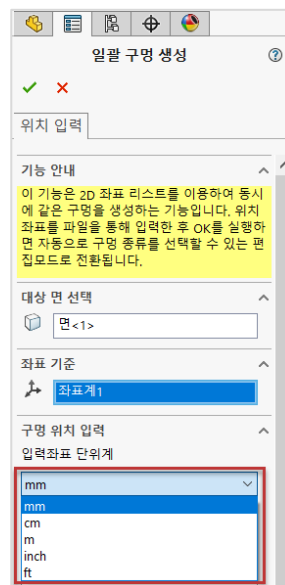 일괄 구멍 생성
위치 입력
기능 안내
이 기능은 2D 좌표 리스트를 이용하여 동시
에 같은 구멍을 생성하는 기능입니다. 위치
좌표를 파일을 통해 입력한 후 OK를 실행하
면 자동으로 구멍 종류를 선택할 수 있는 편
집모드로 전환됩니다.
대상 면 선택
면<1>
좌표 기준
좌표계1
구멍 위치 입력
입력좌표 단위계
mm
mm
cm
m
inch
ft